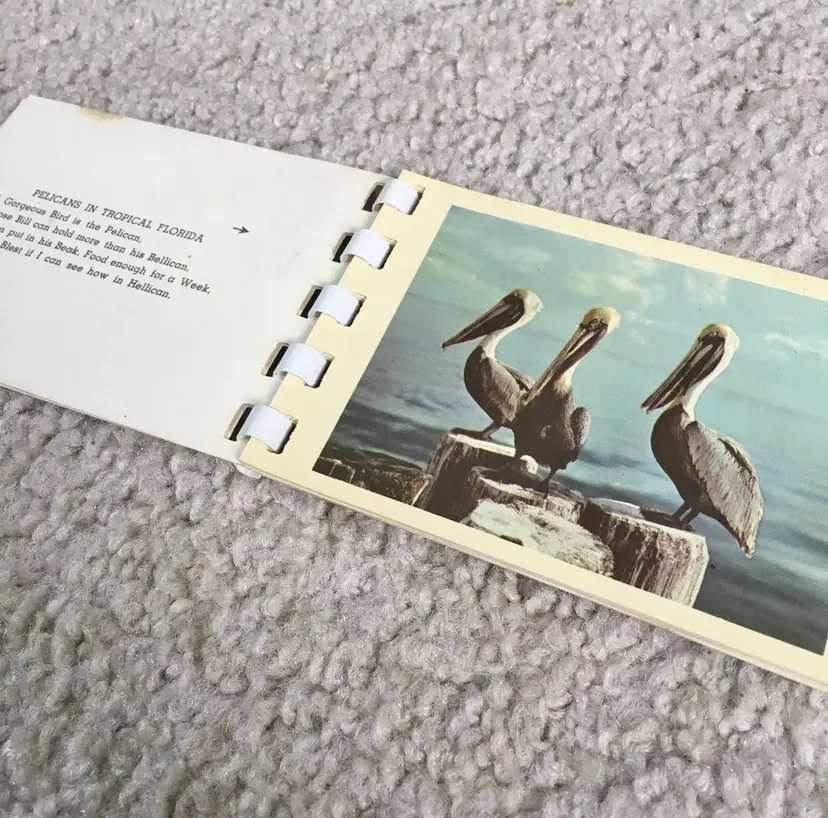 PELICANS IN TROPICAL FLORIDA
Gorgeous Bird is the Pelican,
Bill can hold more than his Bellican,
put in his Beak. Food enough for a Week.
Blest if I can see how in Hellican.